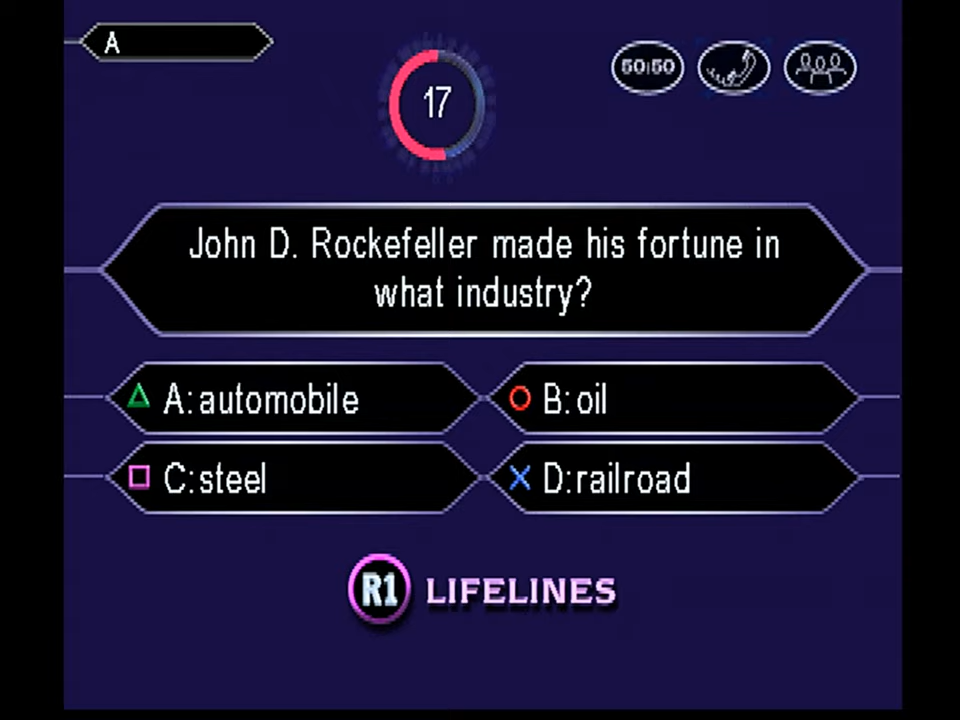 A
17
50:50
John D. Rockefeller made his fortune in
what industry?
A: automobile
B: oil
C: steel
D: railroad
R1 LIFELINES